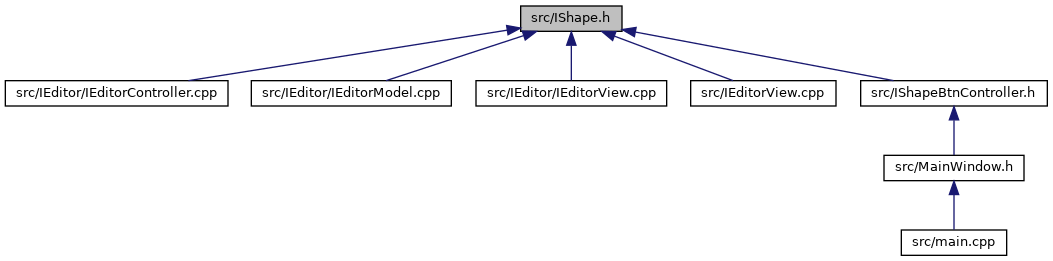 src/IShape.h
src/IEditor/IEditorController.cpp
src/IEditor/IEditorModel.cpp
src/IEditor/IEditorView.cpp
src/IEditorView.cpp
src/IShapeBtnController.h
src/MainWindow.h
src/main.cpp